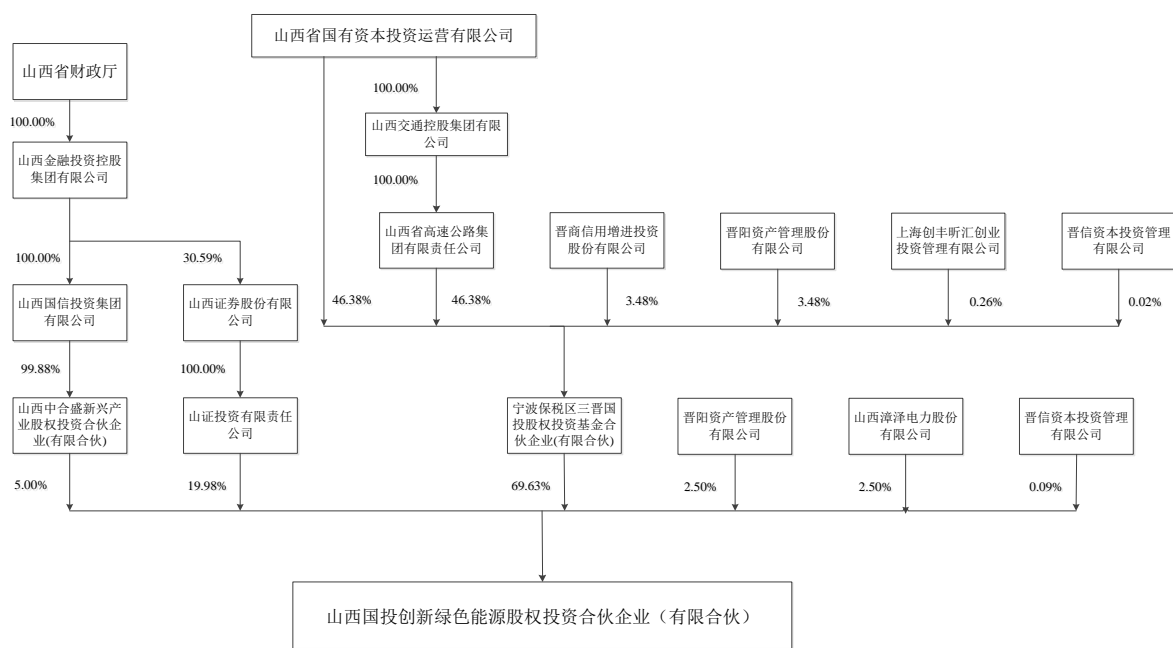 山西省国有资本投资运营有限公司
山西省财政厅
100.00%
100.00%
山西交通控股集团有限
公司
山西金融投资控股
集团有限公司
100.00%
山西省高速公路集
团有限责任公司
晋商信用增进投资
股份有限公司
晋阳资产管理股份
有限公司
上海创丰昕汇创业
投资管理有限公司
晋信资本投资管理
有限公司
100.00%
30.59%
山西国信投资集团
有限公司
山西证券股份有限
公司
46.38%
46.38%
3.48%
3.48%
0.26%
0.02%
99.88%
100.00%
山西中合盛新兴产
业股权投资合伙企
业(有限合伙)
山证投资有限责任
公司
宁波保税区三晋国
投股权投资基金合
伙企业(有限合伙)
晋阳资产管理股份
有限公司
山西漳泽电力股份
有限公司
晋信资本投资管理
有限公司
5.00%
19.98%
69.63%
2.50%
2.50%
0.09%
山西国投创新绿色能源股权投资合伙企业（有限合伙）